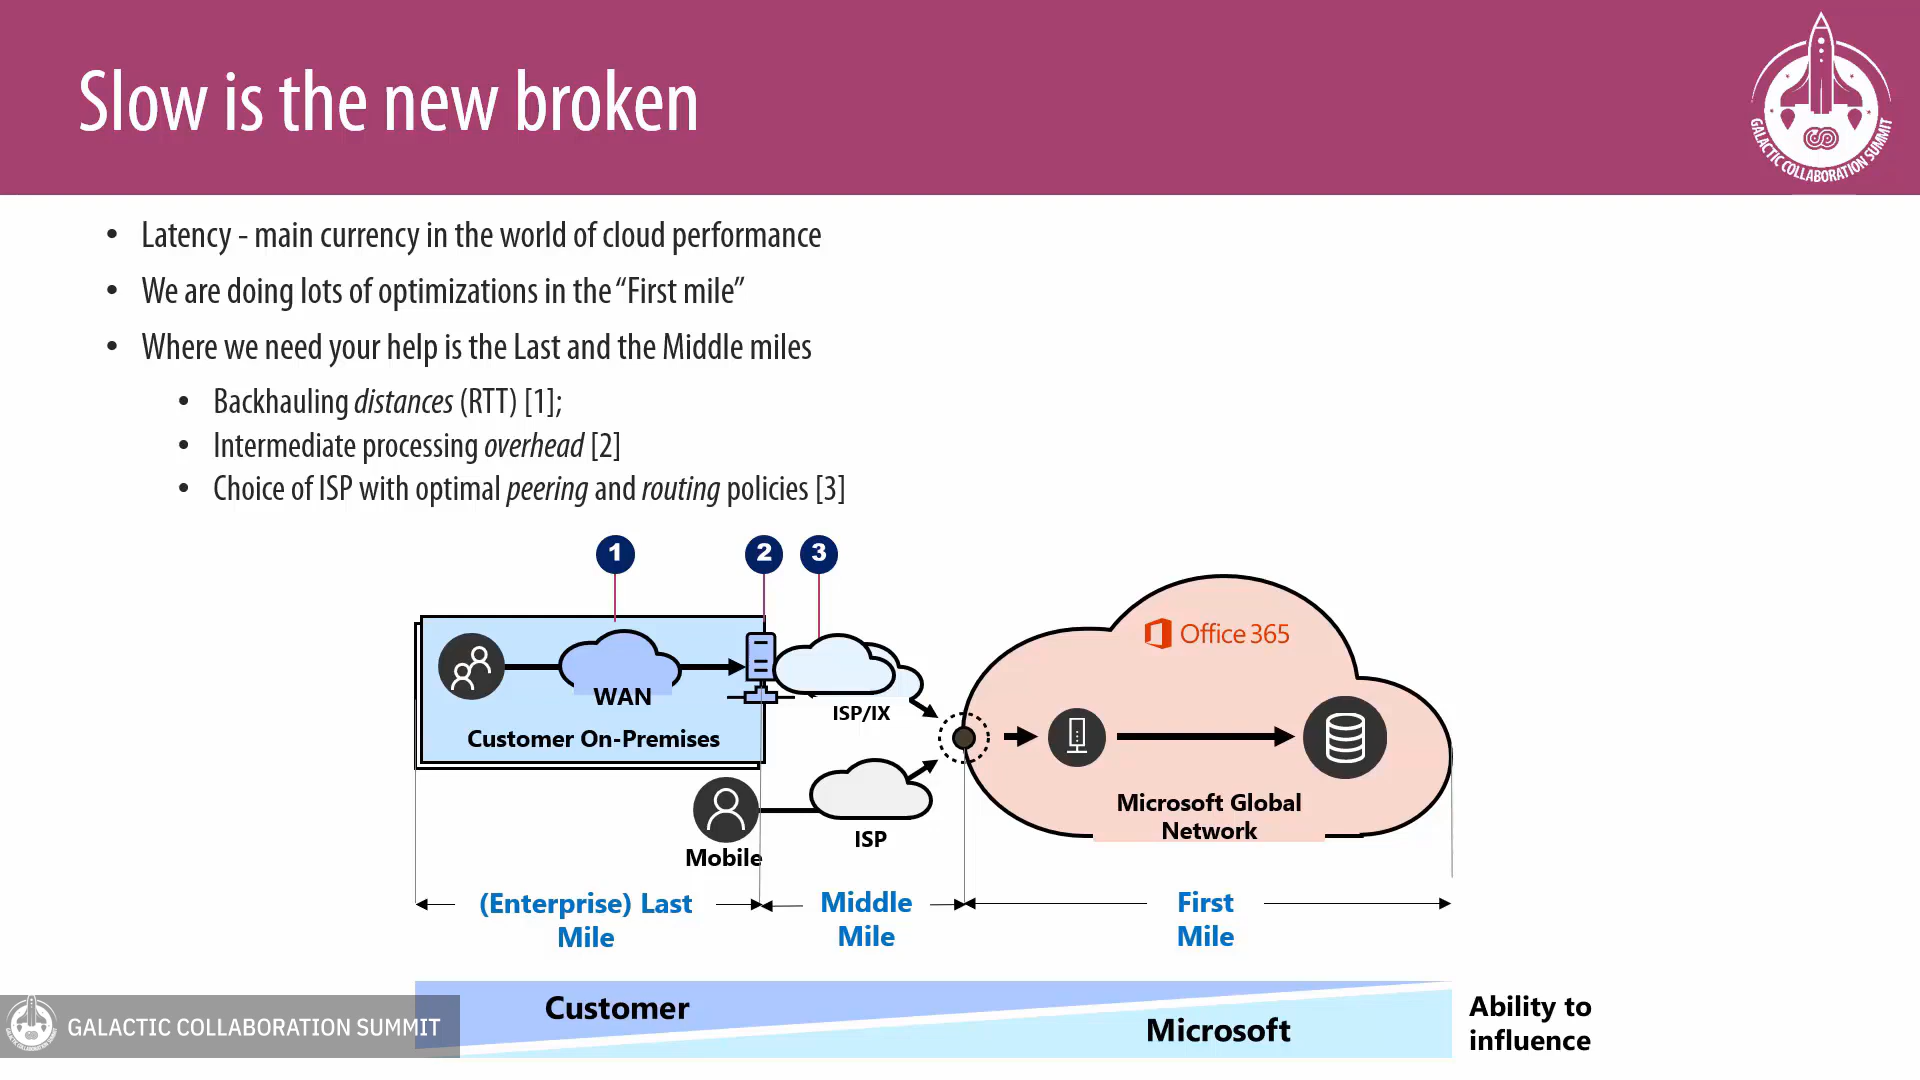 Slow is the new broken
GALACTIC COLLABORATION SUMMIT
• Latency - main currency in the world of cloud performance
• We are doing lots of optimizations in the “First mile”
• Where we need your help is the Last and the Middle miles
• Backhauling distances (RTT) [1];
• Intermediate processing overhead [2]
• Choice of ISP with optimal peering and routing policies [3]
1
2
3
Office 365
WAN
ISP/IX
Customer On-Premises
Microsoft Global
Network
ISP
Mobile
(Enterprise) Last
Mile
Middle
Mile
First
Mile
Customer
Microsoft
Ability to
influence
GALACTIC COLLABORATION SUMMIT